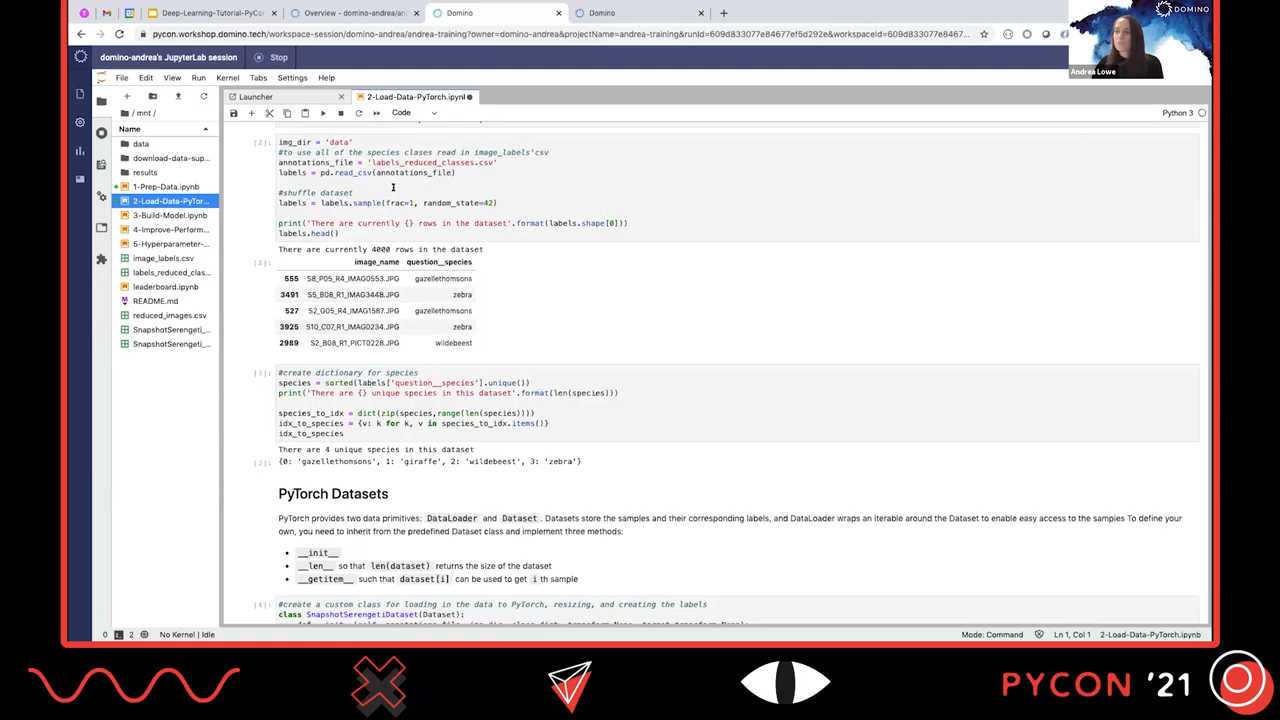 Deep-Learning-Tutorial-PyCon
Overview - domino-andrea/an
Domino
Domino
pycon.workshop.domino.tech/workspace-session/domino-andrea/andrea-training?owner=domino-andrea&projectName=andrea-training&runId=609d833077e84677ef5d292e&workspaceId=609d833077e84677ef5d2
DOMINO
Andrea Lowe
domino-andrea's JupyterLab session
Stop
File Edit View Run Kernel Tabs Settings Help
Launcher
2-Load-Data-PyTorch.ipynl
/ mnt /
Code
Python 3
Name
data
download-data-sup...
results
1-Prep-Data.ipynb
2-Load-Data-PyTor...
3-Build-Model.ipynb
4-Improve-Perform...
5-Hyperparameter-...
image_labels.csv
labels_reduced_clas...
leaderboard.ipynb
README.md
reduced_images.csv
SnapshotSerengeti_...
SnapshotSerengeti_...
[2]:
img_dir = 'data'
#to use all of the species clases read in image_labels'csv
annotations_file = 'labels_reduced_classes.csv'
labels = pd.read_csv(annotations_file)
#shuffle dataset
labels = labels.sample(frac=1, random_state=42)
print('There are currently {} rows in the dataset'.format(labels.shape[0]))
labels.head()
There are currently 4000 rows in the dataset
image_name question__species
555 S8_P05_R4_IMAG0553.JPG gazellethomsons
3491 S5_B08_R1_IMAG3448.JPG zebra
527 S2_G05_R4_IMAG1587.JPG gazellethomsons
3925 S10_C07_R1_IMAG0234.JPG zebra
2989 S2_B08_R1_PICT0228.JPG wildebeest
[3]:
#create dictionary for species
species = sorted(labels['question__species'].unique())
print('There are {} unique species in this dataset'.format(len(species)))
species_to_idx = dict(zip(species,range(len(species))))
idx_to_species = {v: k for k, v in species_to_idx.items()}
idx_to_species
There are 4 unique species in this dataset
[3]: {0: 'gazellethomsons', 1: 'giraffe', 2: 'wildebeest', 3: 'zebra'}
PyTorch Datasets
PyTorch provides two data primitives: DataLoader and Dataset. Datasets store the samples and their corresponding labels, and DataLoader wraps an iterable around the Dataset to enable easy access to the samples To define your
own, you need to inherit from the predefined Dataset class and implement three methods:
• __init__
• __len__ so that len(dataset) returns the size of the dataset
• __getitem__ such that dataset[i] can be used to get i th sample
[4]:
#create a custom class for loading in the data to PyTorch, resizing, and creating the labels
class SnapshotSerengetiDataset(Dataset):
0 2 No Kernel | Idle
Mode: Command
Ln 1, Col 1
2-Load-Data-PyTorch.ipynb
PYCON '21